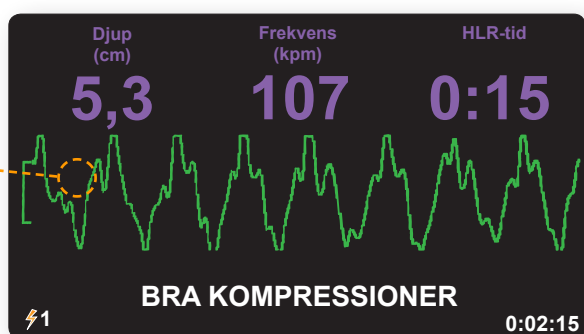 Djup
(cm)
Frekvens
(kpm)
HLR-tid
5,3
107
0:15
BRA KOMPRESSIONER
1
0:02:15